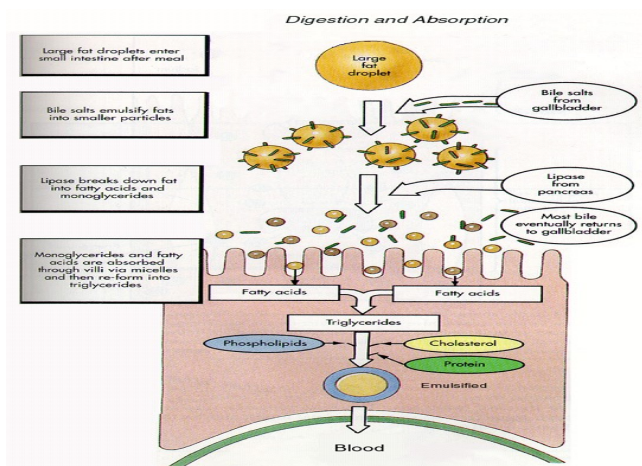 Digestion and Absorption
Large fat droplets enter
small intestine after meal
Large
fat
droplet
Bile salts
from
gallbladder
Bile salts emulsify fats
into smaller particles
Lipase breaks down fat
into fatty acids and
monoglycerides
Lipase
from
pancreas
Most bile
eventually returns
to gallbladder
Monoglycerides and fatty
acids are absorbed
through villi via micelles
and then re-form into
triglycerides
Fatty acids
Fatty acids
Triglycerides
Phospholipids
Cholesterol
Protein
Emulsified
Blood